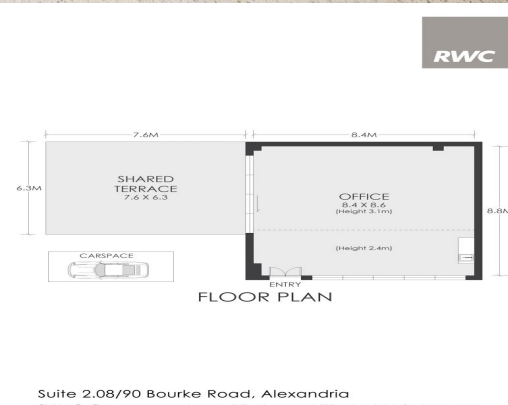 RWC
7.6M
8.4M
6.3M
SHARED
TERRACE
7.6 X 6.3
OFFICE
8.4 X 8.6
(Height 3.1m)
8.8M
(Height 2.4m)
CARSPACE
ENTRY
FLOOR PLAN
Suite 2.08/90 Bourke Road, Alexandria